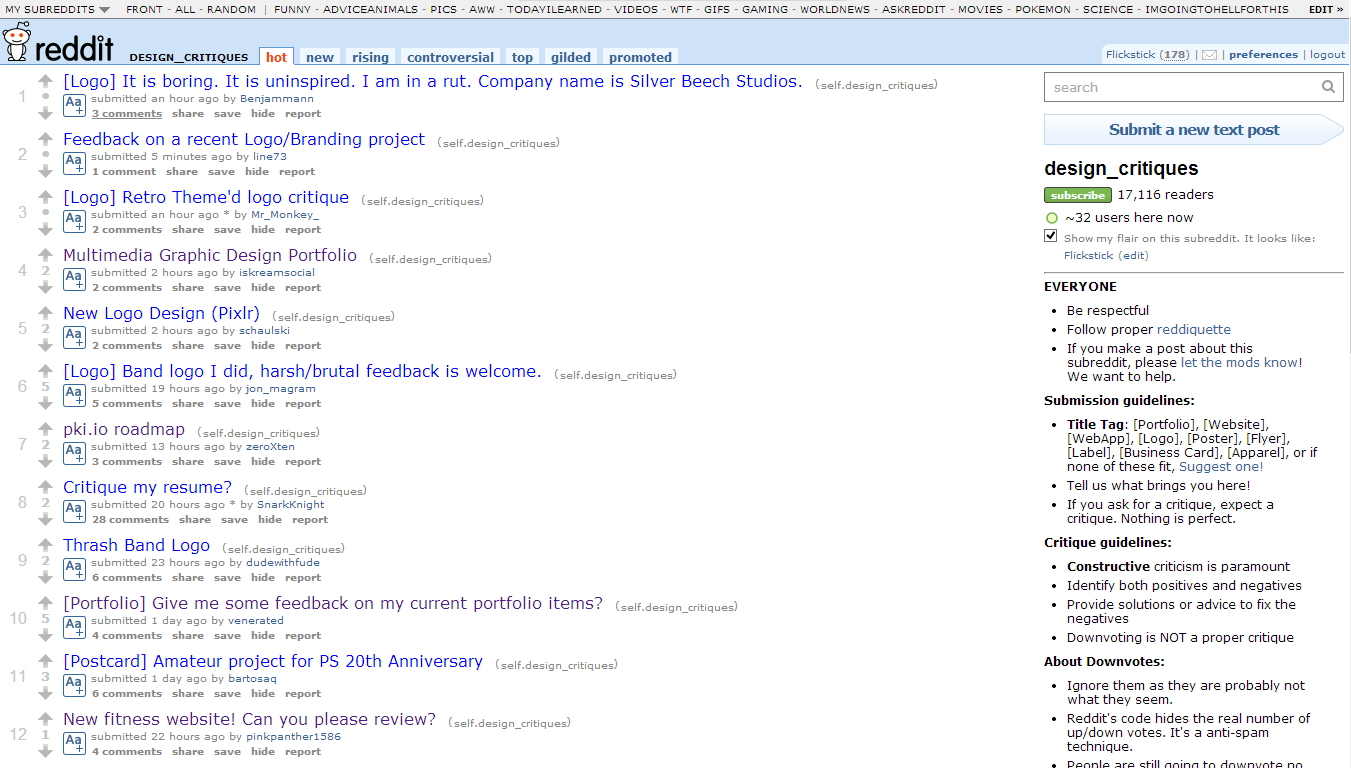 MY SUBREDDITS FRONT - ALL - RANDOM | FUNNY - ADVICEANIMALS - PICS - AWW - TODAYILEARNED - VIDEOS - WTF - GIFS - GAMING - WORLDNEWS - ASKREDDIT - MOVIES - POKEMON - SCIENCE - IMGOINGTOHELLFORTHIS EDIT »
reddit DESIGN_CRITIQUES hot new rising controversial top gilded promoted
Flickstick (178) | | preferences | logout
1
[Logo] It is boring. It is uninspired. I am in a rut. Company name is Silver Beech Studios. (self.design_critiques)
Aa+ submitted an hour ago by Benjammann
3 comments share save hide report
2
Feedback on a recent Logo/Branding project (self.design_critiques)
Aa+ submitted 5 minutes ago by line73
1 comment share save hide report
3
[Logo] Retro Theme'd logo critique (self.design_critiques)
Aa+ submitted an hour ago * by Mr_Monkey_
2 comments share save hide report
4 2
Multimedia Graphic Design Portfolio (self.design_critiques)
Aa+ submitted 2 hours ago by iskreamsocial
2 comments share save hide report
5 2
New Logo Design (Pixlr) (self.design_critiques)
Aa+ submitted 2 hours ago by schaulski
2 comments share save hide report
6 5
[Logo] Band logo I did, harsh/brutal feedback is welcome. (self.design_critiques)
Aa+ submitted 19 hours ago by jon_magram
5 comments share save hide report
7 2
pki.io roadmap (self.design_critiques)
Aa+ submitted 13 hours ago by zeroXten
3 comments share save hide report
8 2
Critique my resume? (self.design_critiques)
Aa+ submitted 20 hours ago * by SnarkKnight
28 comments share save hide report
9 2
Thrash Band Logo (self.design_critiques)
Aa+ submitted 23 hours ago by dudewithfude
6 comments share save hide report
10 5
[Portfolio] Give me some feedback on my current portfolio items? (self.design_critiques)
Aa+ submitted 1 day ago by venerated
4 comments share save hide report
11 3
[Postcard] Amateur project for PS 20th Anniversary (self.design_critiques)
Aa+ submitted 1 day ago by bartosaq
6 comments share save hide report
12 1
New fitness website! Can you please review? (self.design_critiques)
Aa+ submitted 22 hours ago by pinkpanther1586
4 comments share save hide report
search
Submit a new text post
design_critiques
subscribe 17,116 readers
~32 users here now
Show my flair on this subreddit. It looks like:
Flickstick (edit)
EVERYONE
• Be respectful
• Follow proper reddiquette
• If you make a post about this
subreddit, please let the mods know!
We want to help.
Submission guidelines:
• Title Tag: [Portfolio], [Website],
[WebApp], [Logo], [Poster], [Flyer],
[Label], [Business Card], [Apparel], or if
none of these fit, Suggest one!
• Tell us what brings you here!
• If you ask for a critique, expect a
critique. Nothing is perfect.
Critique guidelines:
• Constructive criticism is paramount
• Identify both positives and negatives
• Provide solutions or advice to fix the
negatives
• Downvoting is NOT a proper critique
About Downvotes:
• Ignore them as they are probably not
what they seem.
• Reddit's code hides the real number of
up/down votes. It's a anti-spam
technique.
• People are still going to downvote no